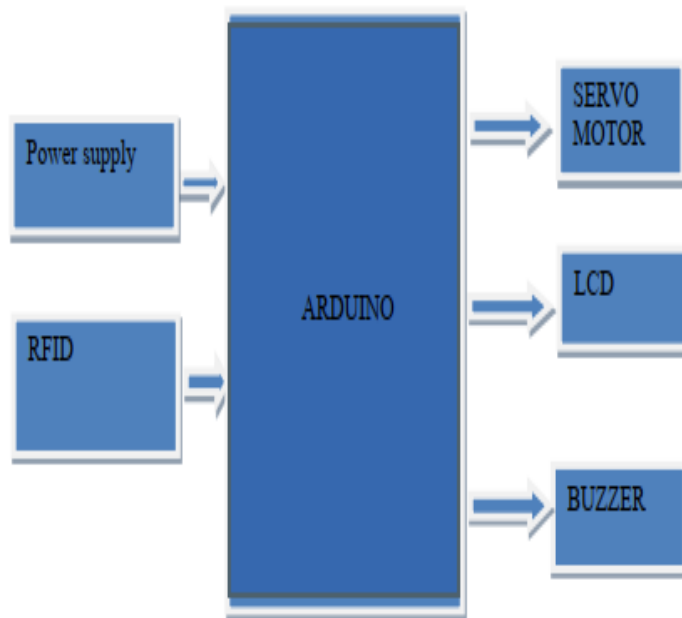 Power supply
RFID
ARDUINO
SERVO
MOTOR
LCD
BUZZER